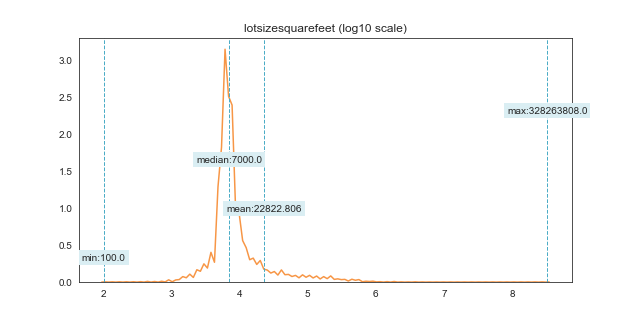 lotsizesquarefeet (log10 scale)
3.0
2.5
max:328263808.0
2.0
median:7000.0
1.5
1.0
mean:22822.806
0.5
min:100.0
0.0
2 3 4 5 6 7 8